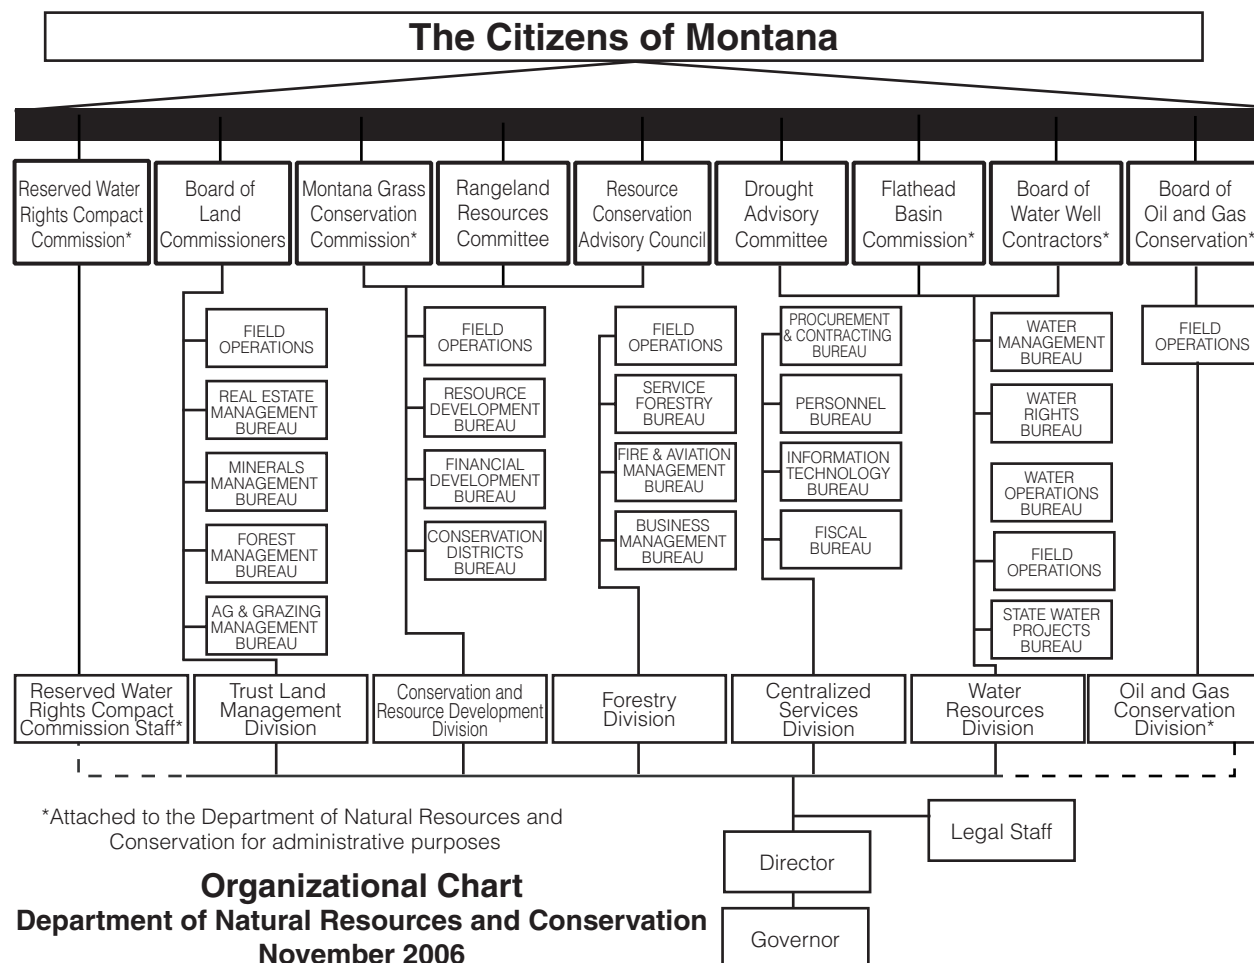 The Citizens of Montana
Reserved Water
Rights Compact
Commission*
Board of
Land
Commissioners
Montana Grass
Conservation
Commission*
Rangeland
Resources
Committee
Resource
Conservation
Advisory Council
Drought
Advisory
Committee
Flathead
Basin
Commission*
Board of
Water Well
Contractors*
Board of
Oil and Gas
Conservation*
FIELD
OPERATIONS
REAL ESTATE
MANAGEMENT
BUREAU
MINERALS
MANAGEMENT
BUREAU
FOREST
MANAGEMENT
BUREAU
AG & GRAZING
MANAGEMENT
BUREAU
FIELD
OPERATIONS
RESOURCE
DEVELOPMENT
BUREAU
FINANCIAL
DEVELOPMENT
BUREAU
CONSERVATION
DISTRICTS
BUREAU
FIELD
OPERATIONS
SERVICE
FORESTRY
BUREAU
FIRE & AVIATION
MANAGEMENT
BUREAU
BUSINESS
MANAGEMENT
BUREAU
PROCUREMENT
& CONTRACTING
BUREAU
PERSONNEL
BUREAU
INFORMATION
TECHNOLOGY
BUREAU
FISCAL
BUREAU
WATER
MANAGEMENT
BUREAU
WATER
RIGHTS
BUREAU
WATER
OPERATIONS
BUREAU
FIELD
OPERATIONS
STATE WATER
PROJECTS
BUREAU
FIELD
OPERATIONS
Reserved Water
Rights Compact
Commission Staff*
Trust Land
Management
Division
Conservation and
Resource Development
Division
Forestry
Division
Centralized
Services
Division
Water
Resources
Division
Oil and Gas
Conservation
Division*
*Attached to the Department of Natural Resources and
Conservation for administrative purposes
Legal Staff
Director
Governor
Organizational Chart
Department of Natural Resources and Conservation
November 2006